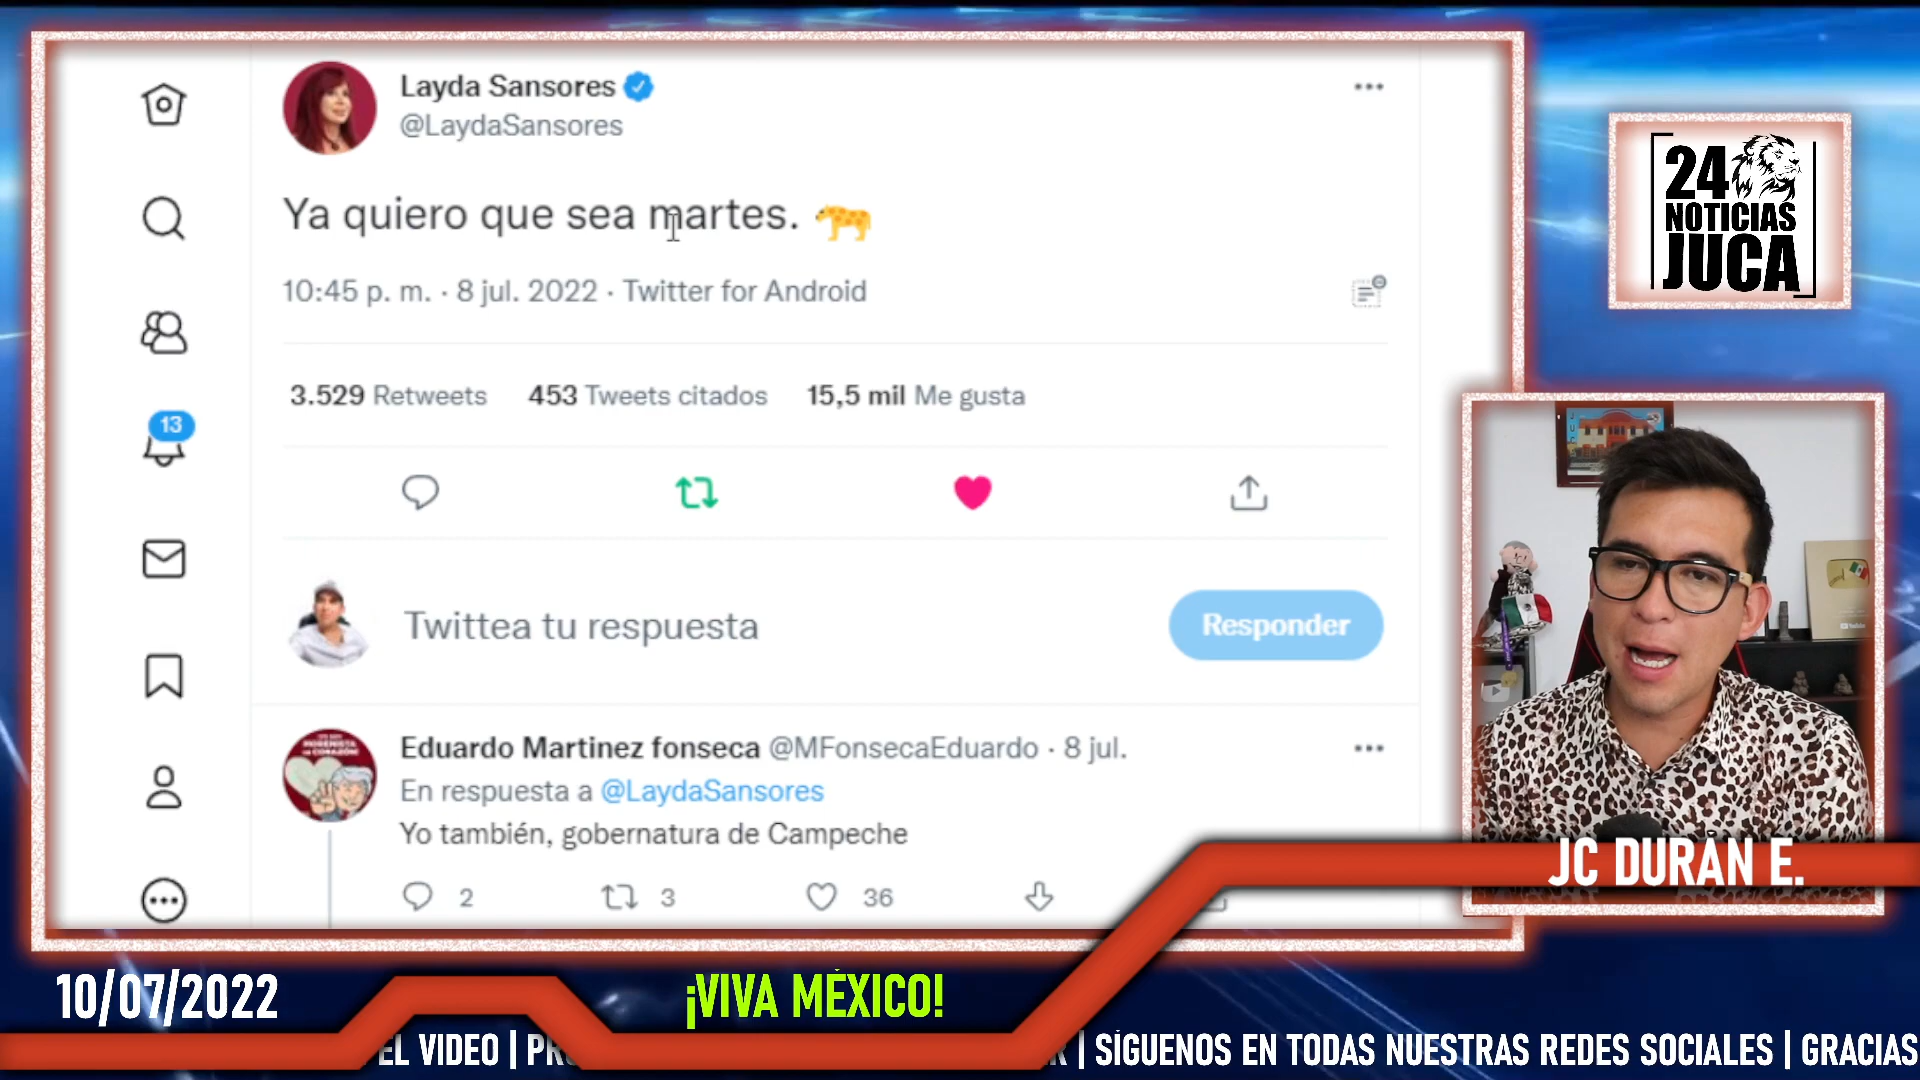 Layda Sansores
@LaydaSansores
Ya quiero que sea martes.
10:45 p. m. · 8 jul. 2022 · Twitter for Android
3.529 Retweets 453 Tweets citados 15,5 mil Me gusta
13
Twittea tu respuesta
Responder
Eduardo Martinez fonseca @MFonsecaEduardo · 8 jul.
En respuesta a @LaydaSansores
Yo también, gobernatura de Campeche
2 3 36
24
NOTICIAS
JUCA
JC DURÁN E.
10/07/2022
¡VIVA MÉXICO!
EL VIDEO | | SÍGUENOS EN TODAS NUESTRAS REDES SOCIALES | GRACIAS